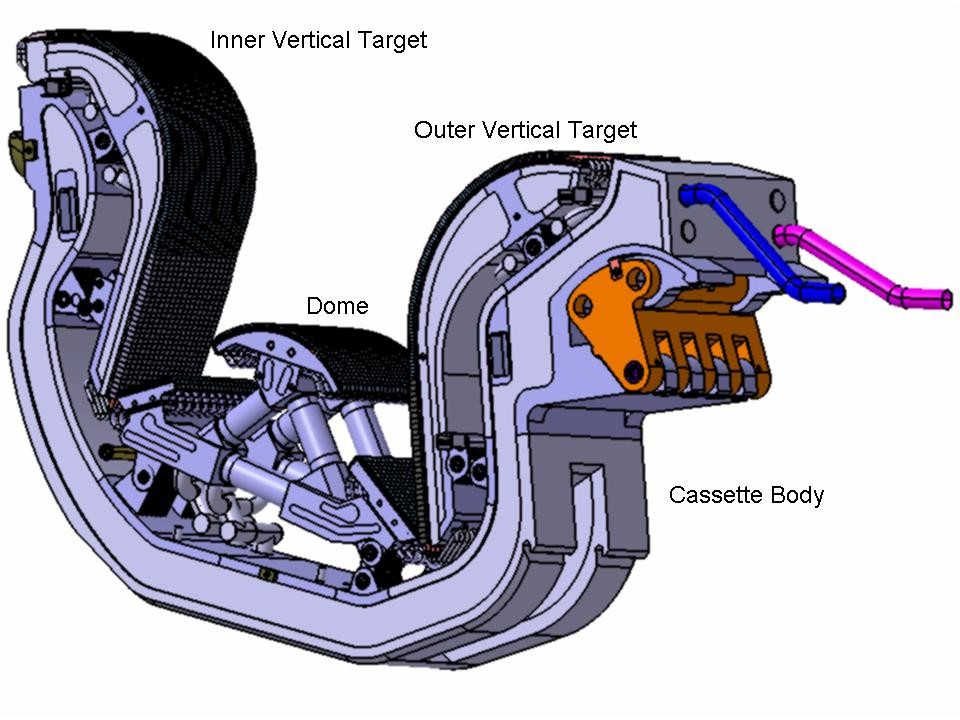 Inner Vertical Target
Outer Vertical Target
Dome
Cassette Body